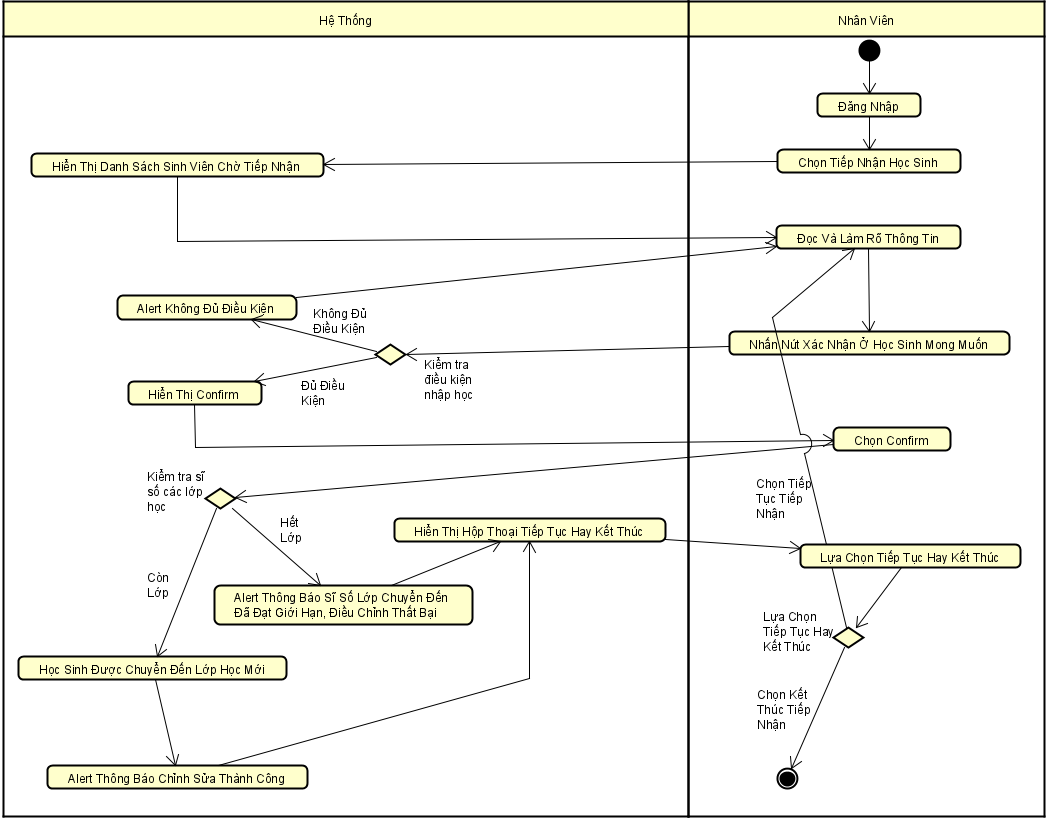 Hệ Thống
Nhân Viên
Đăng Nhập
Hiển Thị Danh Sách Sinh Viên Chờ Tiếp Nhận
Chọn Tiếp Nhận Học Sinh
Đọc Và Làm Rõ Thông Tin
Alert Không Đủ Điều Kiện
Không Đủ
Điều Kiện
Nhấn Nút Xác Nhận Ở Học Sinh Mong Muốn
Kiểm tra
điều kiện
nhập học
Hiển Thị Confirm
Đủ Điều
Kiện
Chọn Confirm
Kiểm tra sĩ
số các lớp
học
Chọn Tiếp
Tục Tiếp
Nhận
Hết
Lớp
Hiển Thị Hộp Thoại Tiếp Tục Hay Kết Thúc
Lựa Chọn Tiếp Tục Hay Kết Thúc
Còn
Lớp
Alert Thông Báo Sĩ Số Lớp Chuyển Đến
Đã Đạt Giới Hạn, Điều Chỉnh Thất Bại
Lựa Chọn
Tiếp Tục Hay
Kết Thúc
Học Sinh Được Chuyển Đến Lớp Học Mới
Chọn Kết
Thúc Tiếp
Nhận
Alert Thông Báo Chỉnh Sửa Thành Công